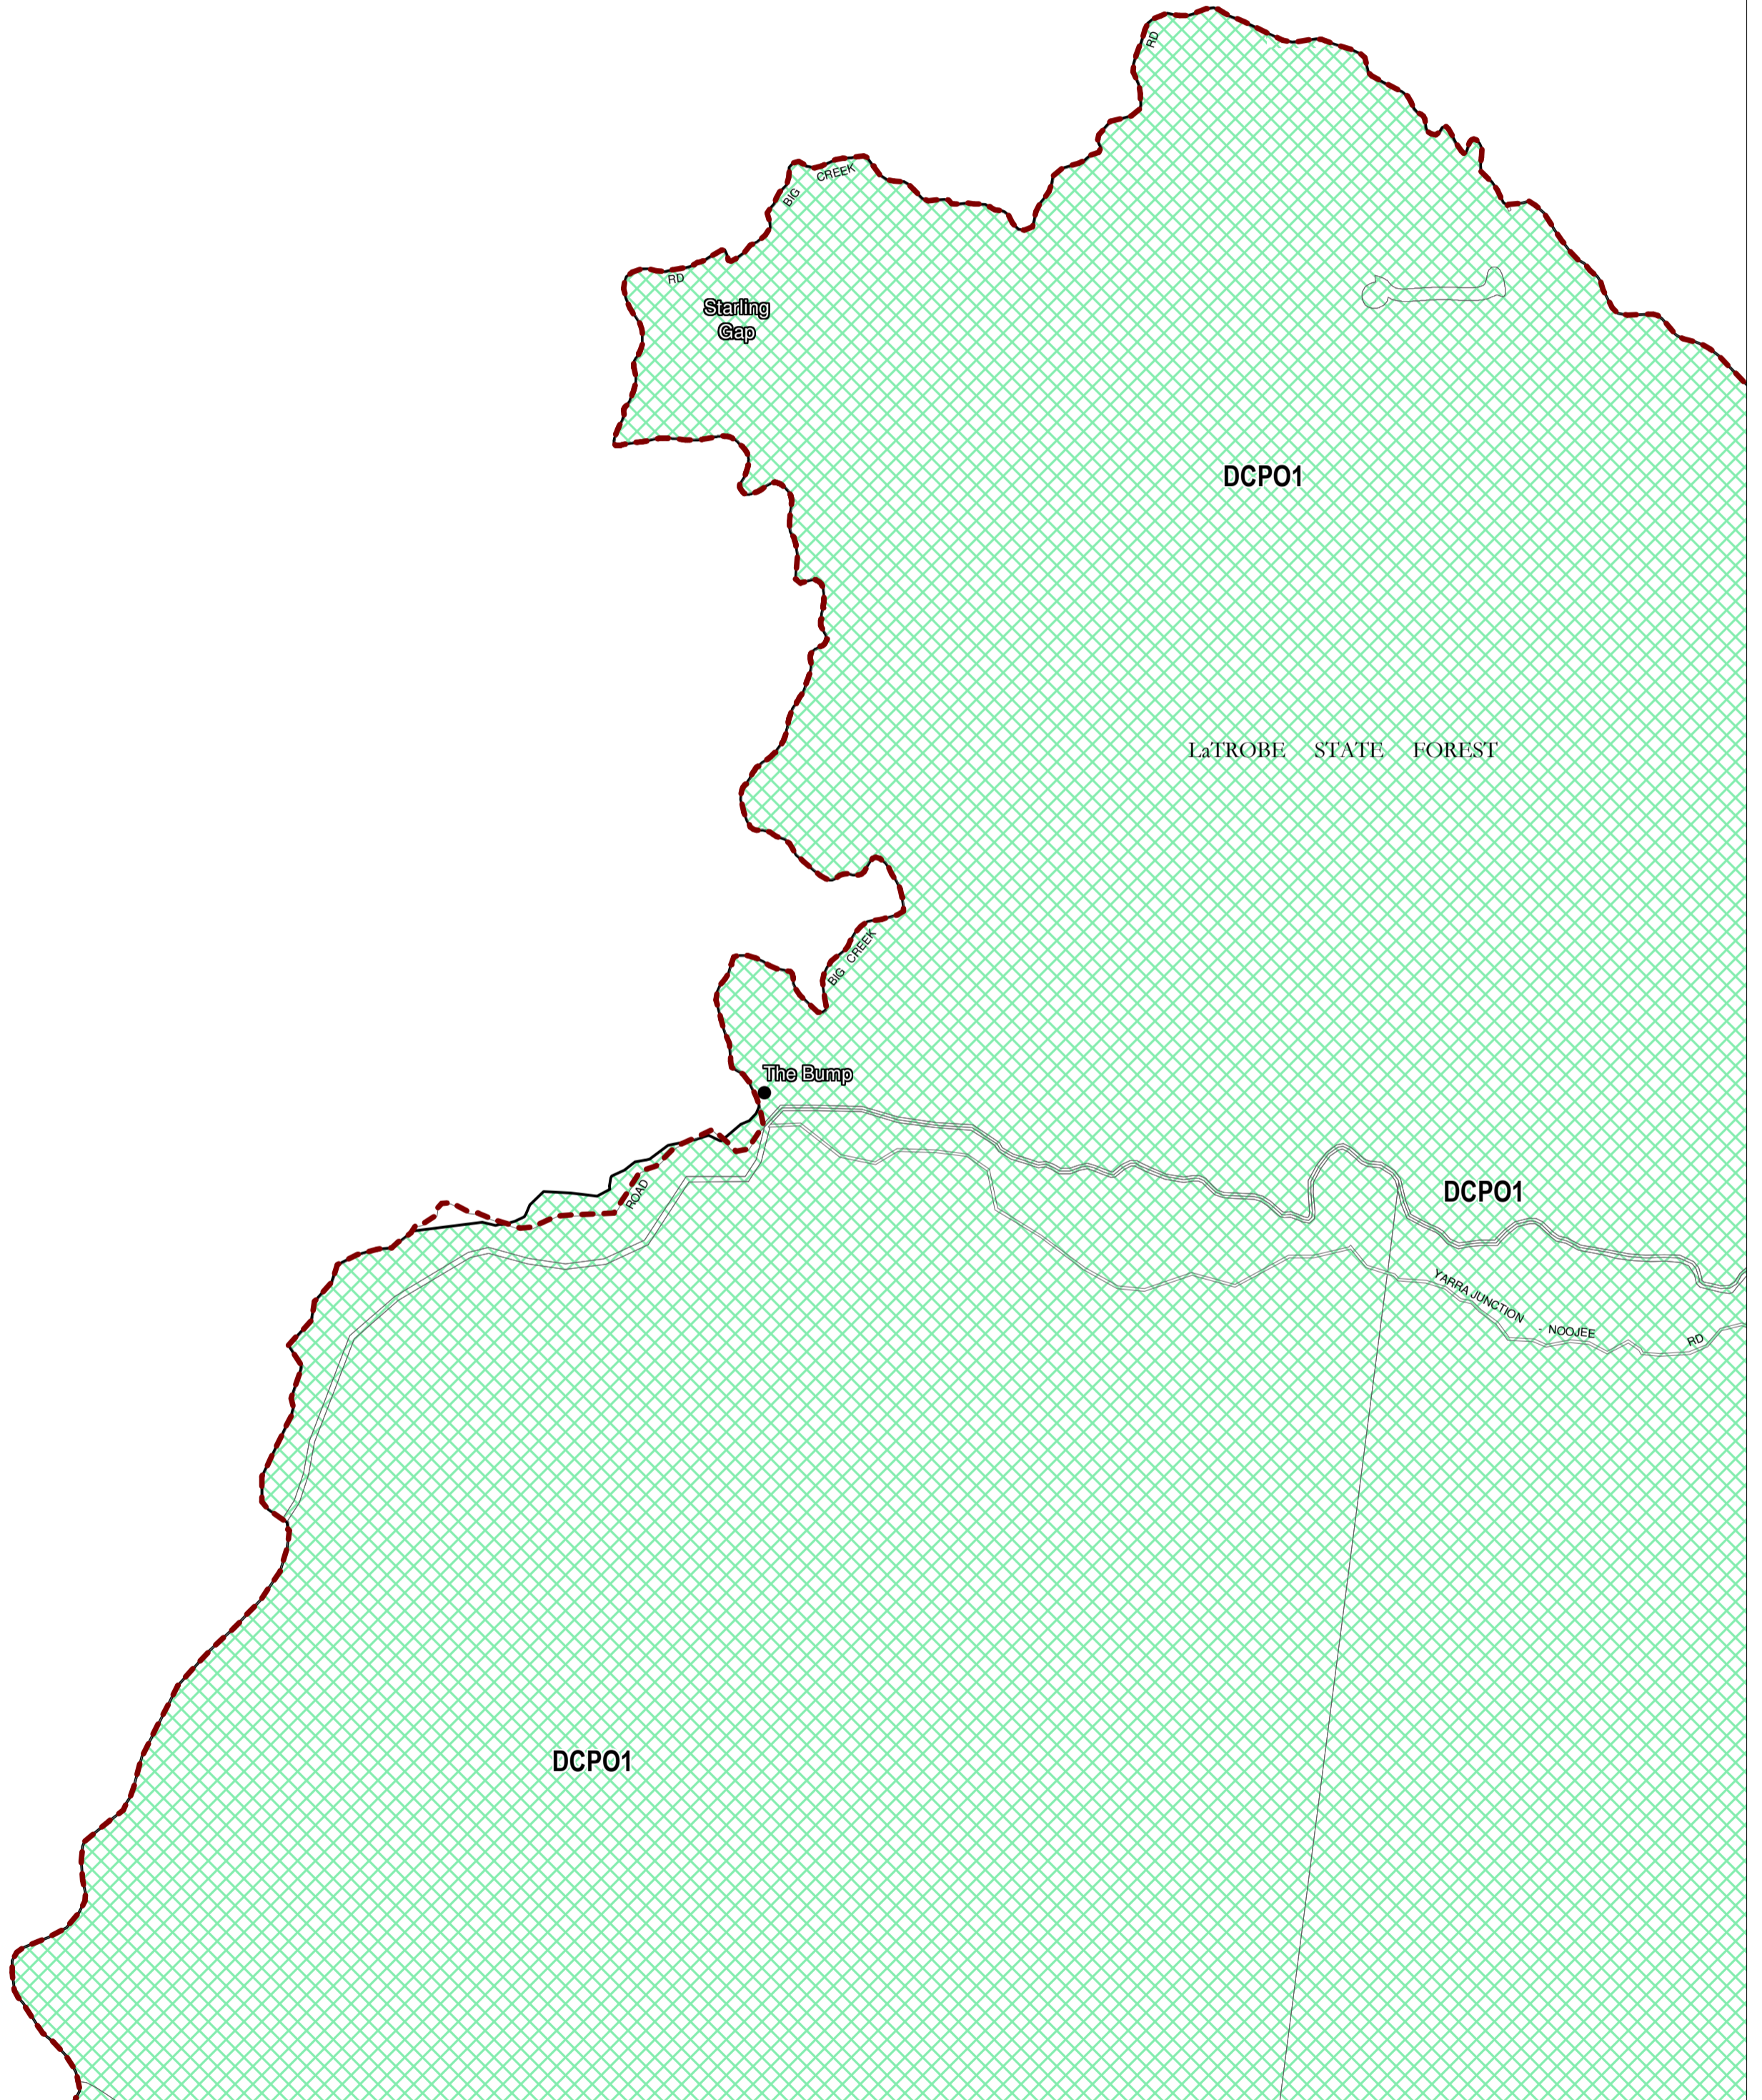 RD
CREEK
BIG
RD
Starling
Gap
DCPO1
LaTROBE STATE FOREST
BIG CREEK
The Bump
ROAD
DCPO1
YARRA JUNCTION - NOOJEE RD
DCPO1